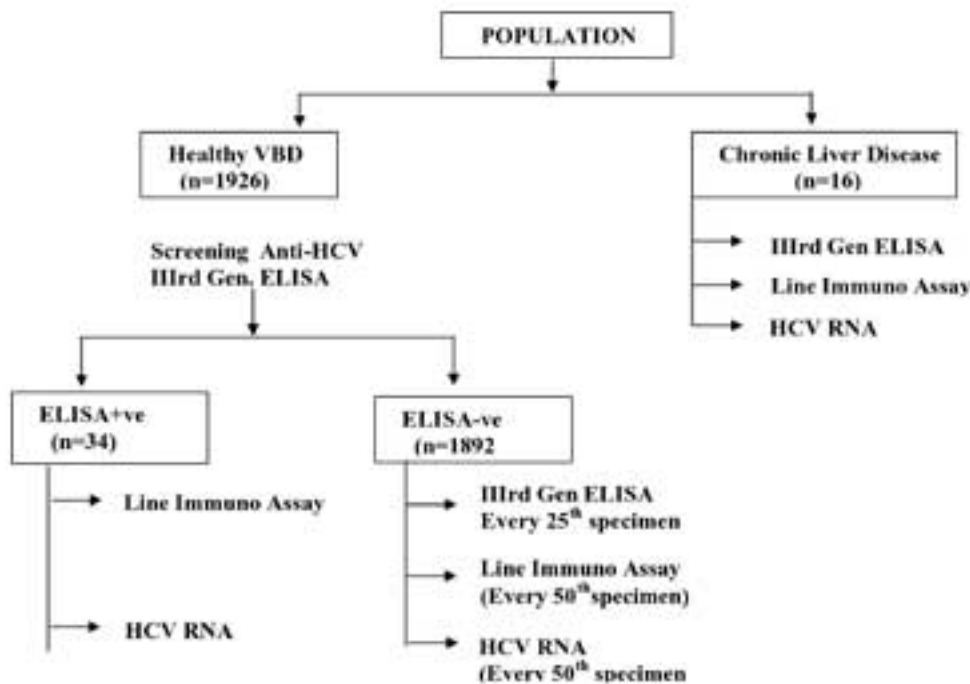 POPULATION
Healthy VBD
(n=1926)
Chronic Liver Disease
(n=16)
IIIrd Gen ELISA
Line Immuno Assay
HCV RNA
Screening Anti-HCV
IIIrd Gen. ELISA
ELISA+ve
(n=34)
Line Immuno Assay
HCV RNA
ELISA-ve
(n=1892
IIIrd Gen ELISA
Every 25th specimen
Line Immuno Assay
(Every 50th specimen)
HCV RNA
(Every 50th specimen